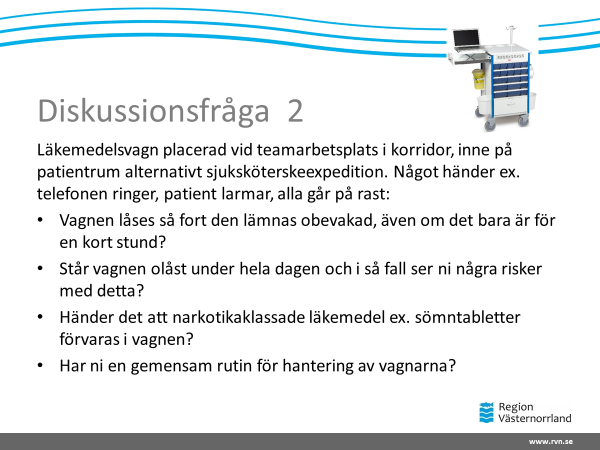 Diskussionsfråga 2
Läkemedelsvagn placerad vid teamarbetsplats i korridor, inne på
patientrum alternativt sjuksköterskeexpedition. Något händer ex.
telefonen ringer, patient larmar, alla går på rast:
• Vagnen låses så fort den lämnas obevakad, även om det bara är för
en kort stund?
• Står vagnen olåst under hela dagen och i så fall ser ni några risker
med detta?
• Händer det att narkotikaklassade läkemedel ex. sömntabletter
förvaras i vagnen?
• Har ni en gemensam rutin för hantering av vagnarna?
Region
Västernorrland
www.rvn.se